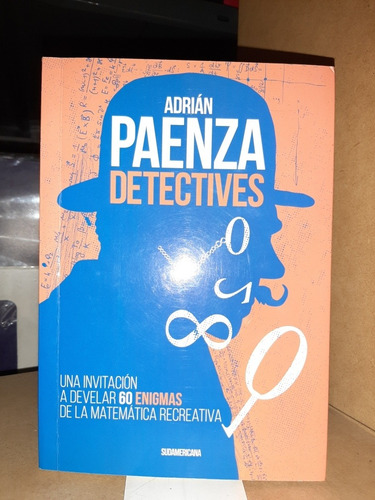 ADRIÁN
PAENZA
DETECTIVES
UNA INVITACIÓN
A DEVELAR 60 ENIGMAS
DE LA MATEMÁTICA RECREATIVA
SUDAMERICANA